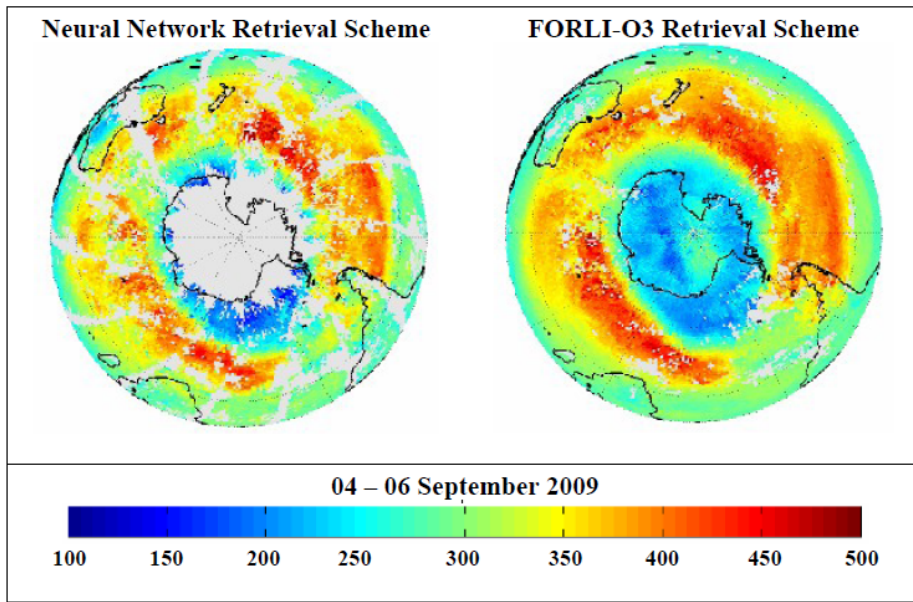 Neural Network Retrieval Scheme
FORLI-O3 Retrieval Scheme
04 – 06 September 2009
100 150 200 250 300 350 400 450 500